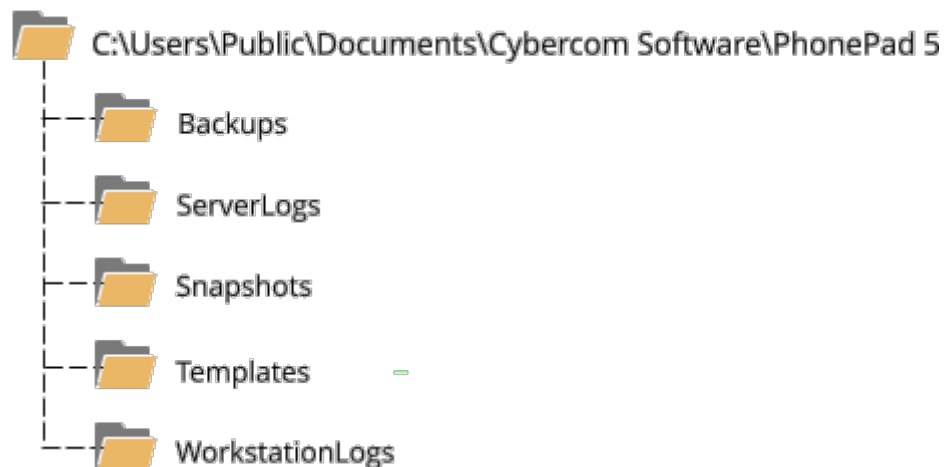 C:\Users\Public\Documents\Cybercom Software\PhonePad 5
Backups
ServerLogs
Snapshots
Templates
WorkstationLogs